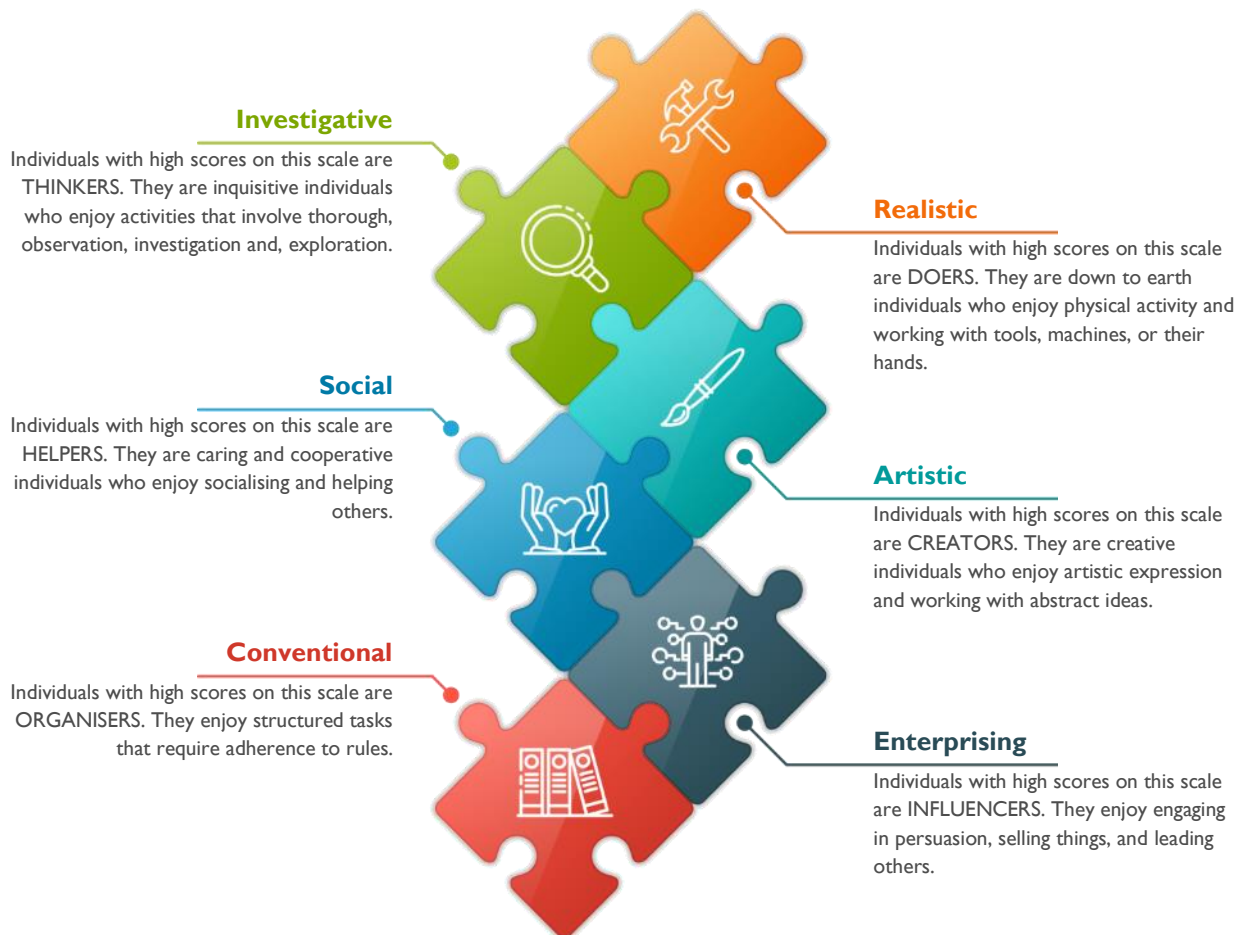 Investigative
Individuals with high scores on this scale are
THINKERS. They are inquisitive individuals
who enjoy activities that involve thorough,
observation, investigation and, exploration.
Realistic
Individuals with high scores on this scale
are DOERS. They are down to earth
individuals who enjoy physical activity and
working with tools, machines, or their
hands.
Social
Individuals with high scores on this scale are
HELPERS. They are caring and cooperative
individuals who enjoy socialising and helping
others.
Artistic
Individuals with high scores on this scale
are CREATORS. They are creative
individuals who enjoy artistic expression
and working with abstract ideas.
Conventional
Individuals with high scores on this scale are
ORGANISERS. They enjoy structured tasks
that require adherence to rules.
Enterprising
Individuals with high scores on this scale
are INFLUENCERS. They enjoy engaging
in persuasion, selling things, and leading
others.